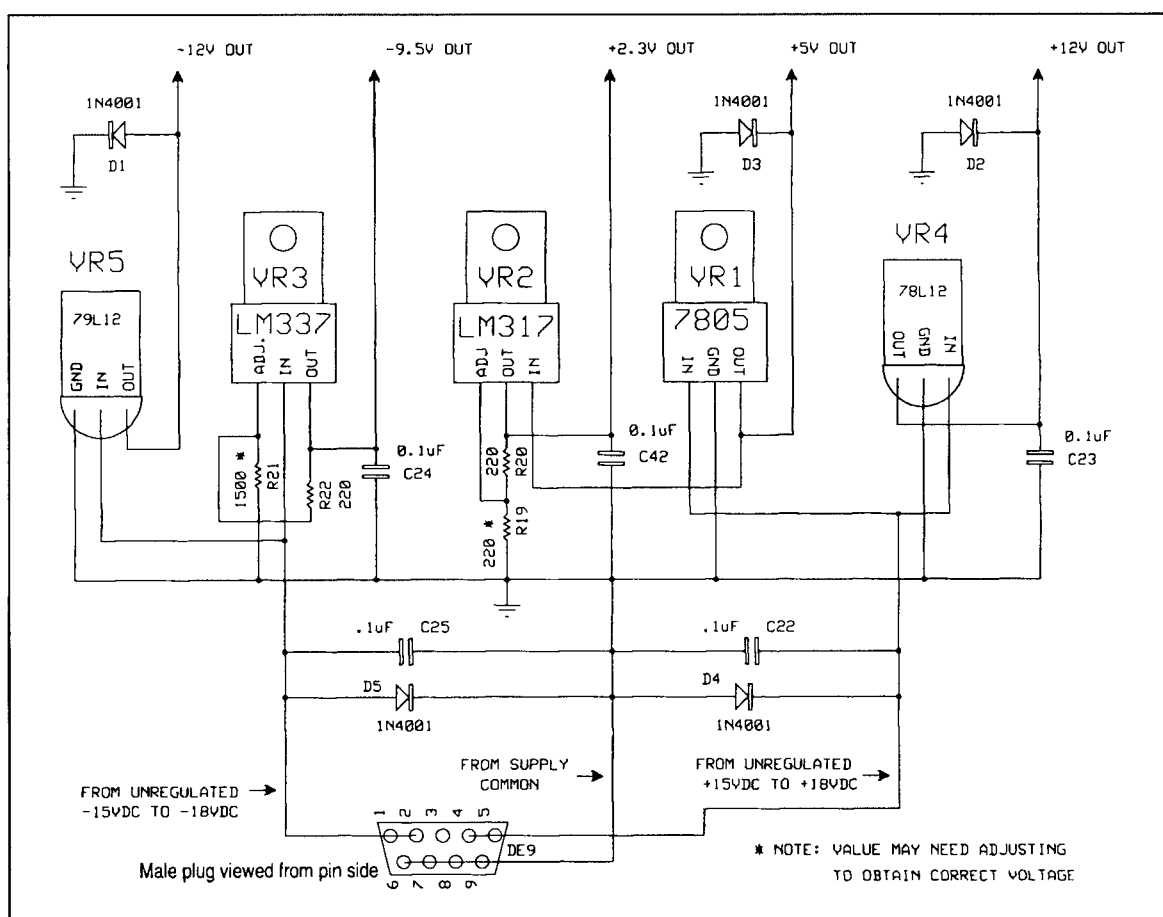 -12V OUT
-9.5V OUT
+2.3V OUT
+5V OUT
+12V OUT
1N4001
D1
1N4001
D3
1N4001
D2
VR5
79L12
GND
IN
OUT
VR3
LM337
ADJ.
IN
OUT
VR2
LM317
ADJ
OUT
IN
VR1
7805
IN
GND
OUT
VR4
78L12
OUT
GND
IN
1500 *
R21
R22
220
0.1uF
C24
220
R20
220 *
R19
0.1uF
C42
0.1uF
C23
.1uF C25
.1uF C22
D5
1N4001
D4
1N4001
FROM UNREGULATED
-15VDC TO -18VDC
FROM SUPPLY
COMMON
FROM UNREGULATED
+15VDC TO +18VDC
1 2 3 4 5
DE9
6 7 8 9
Male plug viewed from pin side
* NOTE: VALUE MAY NEED ADJUSTING
TO OBTAIN CORRECT VOLTAGE